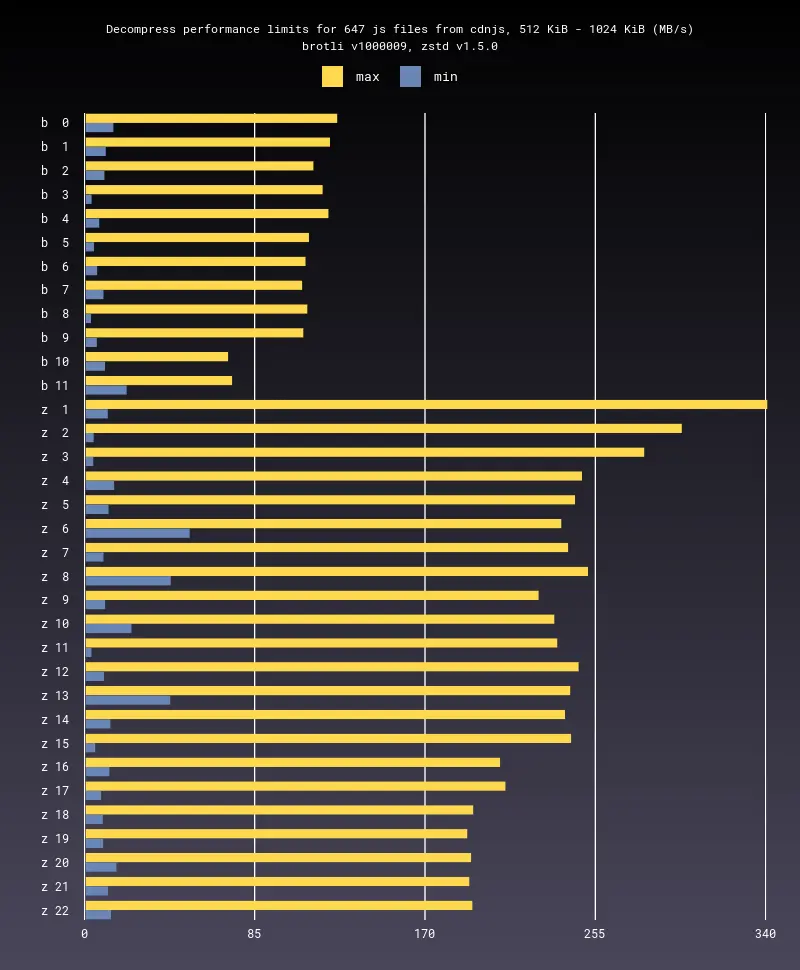 Decompress performance limits for 647 js files from cdnjs, 512 KiB - 1024 KiB (MB/s)
brotli v1000009, zstd v1.5.0
max min
b 0
b 1
b 2
b 3
b 4
b 5
b 6
b 7
b 8
b 9
b 10
b 11
z 1
z 2
z 3
z 4
z 5
z 6
z 7
z 8
z 9
z 10
z 11
z 12
z 13
z 14
z 15
z 16
z 17
z 18
z 19
z 20
z 21
z 22
0 85 170 255 340